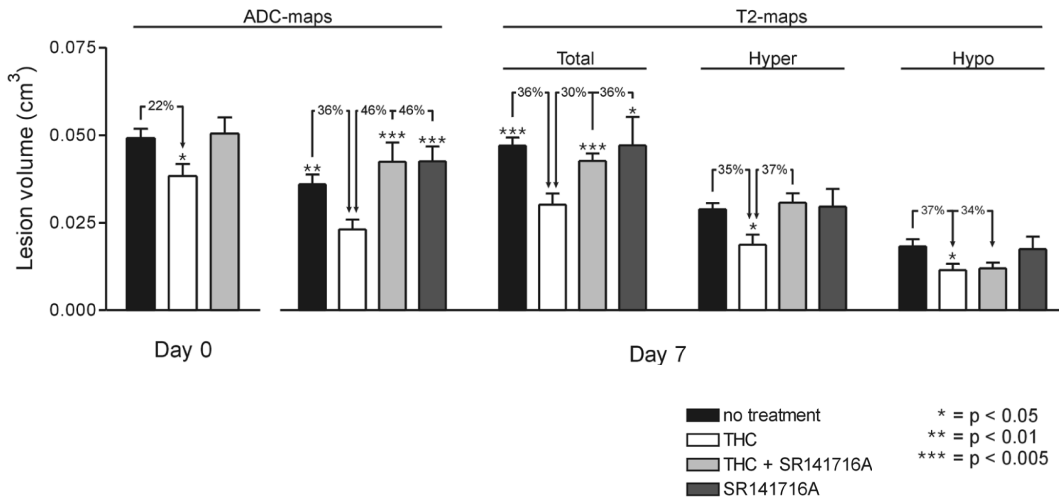 ADC-maps T2-maps
Total Hyper Hypo
Lesion volume (cm³)
0.075
0.050
0.025
0.000
22%
*
36% 46% 46%
** *** ***
36% 30% 36%
*** *** *
35% 37%
*
37% 34%
*
Day 0 Day 7
no treatment
THC
THC + SR141716A
SR141716A
* = p < 0.05
** = p < 0.01
*** = p < 0.005